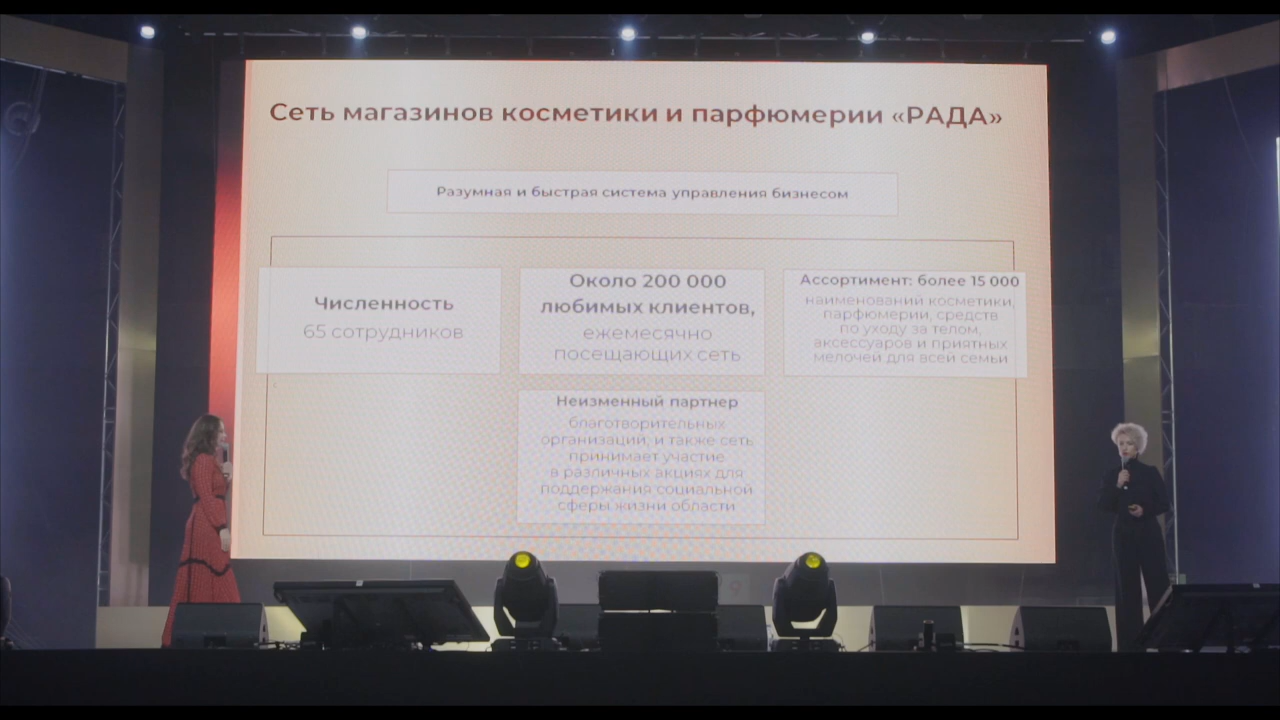 Сеть магазинов косметики и парфюмерии «РАДА»
Разумная и быстрая система управления бизнесом
Численность
65 сотрудников
Около 200 000
любимых клиентов,
ежемесячно
посещающих сеть
Ассортимент: более 15 000
наименований косметики,
парфюмерии, средств
по уходу за телом,
аксессуаров и приятных
мелочей для всей семьи
Неизменный партнер
благотворительных
организации, и также сеть
принимает участие
в различных акциях для
поддержания социальной
сферы жизни области